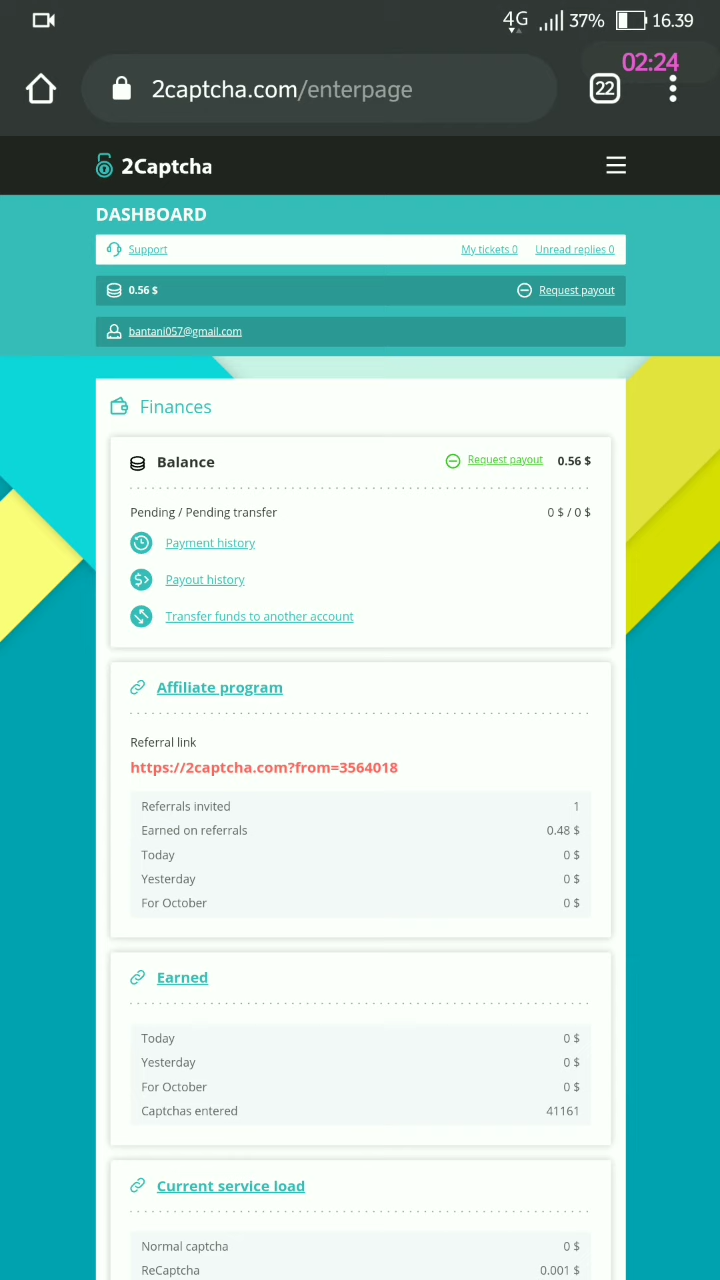 4G 37% 16.39
02:24
2captcha.com/enterpage 22
2Captcha
DASHBOARD
Support My tickets 0 Unread replies 0
0.56 $ Request payout
bantani057@gmail.com
Finances
Balance Request payout 0.56 $
Pending / Pending transfer 0 $ / 0 $
Payment history
Payout history
Transfer funds to another account
Affiliate program
Referral link
https://2captcha.com?from=3564018
Referrals invited 1
Earned on referrals 0.48 $
Today 0 $
Yesterday 0 $
For October 0 $
Earned
Today 0 $
Yesterday 0 $
For October 0 $
Captchas entered 41161
Current service load
Normal captcha 0 $
ReCaptcha 0.001 $